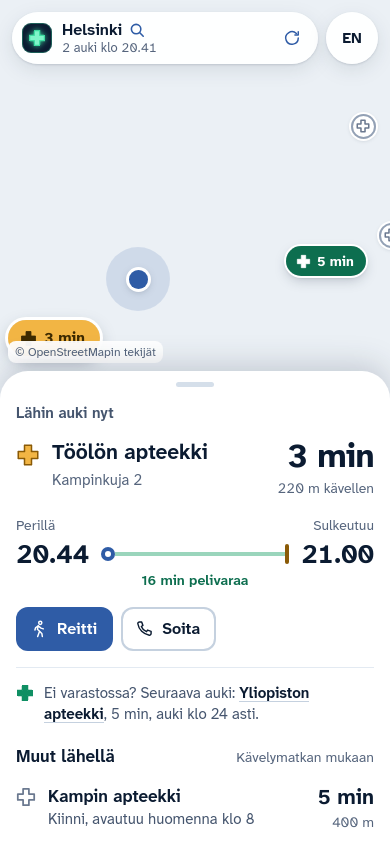 Helsinki
2 auki klo 20.41
EN
5 min
3 min
© OpenStreetMapin tekijät
Lähin auki nyt
Töölön apteekki
3 min
Kampinkuja 2
220 m kävellen
Perillä
Sulkeutuu
20.44
21.00
16 min pelivaraa
Reitti
Soita
Ei varastossa? Seuraava auki: Yliopiston
apteekki, 5 min, auki klo 24 asti.
Muut lähellä
Kävelymatkan mukaan
Kampin apteekki
5 min
Kiinni, avautuu huomenna klo 8
400 m